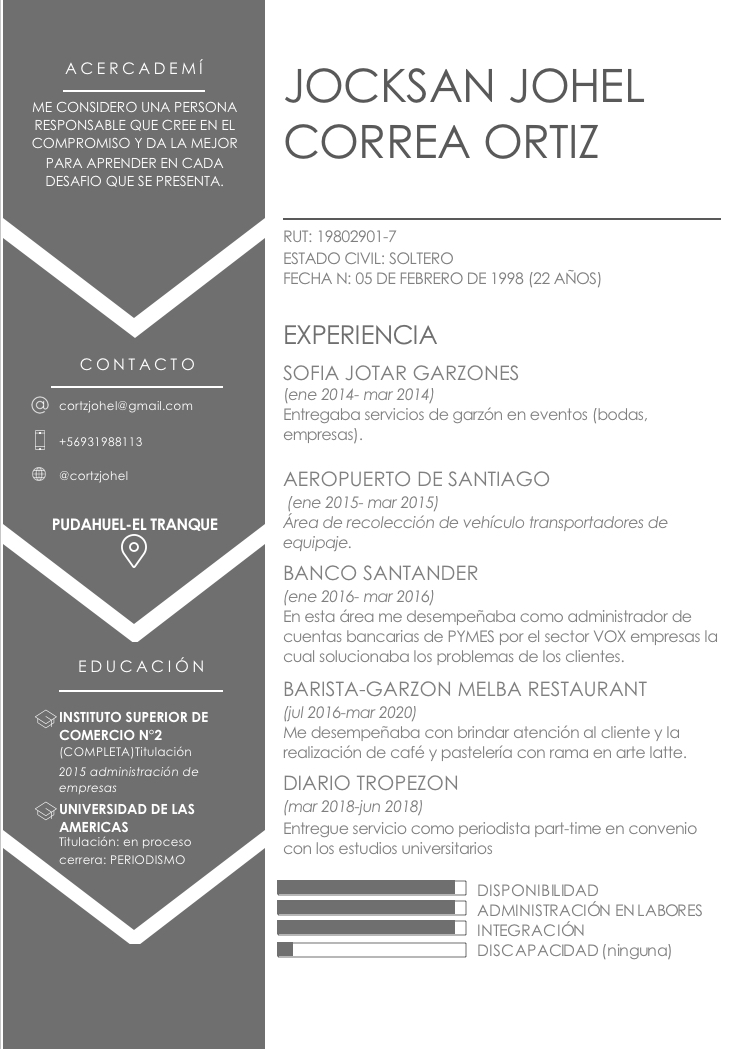 ACERCADEMÍ
ME CONSIDERO UNA PERSONA
RESPONSABLE QUE CREE EN EL
COMPROMISO Y DA LA MEJOR
PARA APRENDER EN CADA
DESAFIO QUE SE PRESENTA.
CONTACTO
cortzjohel@gmail.com
+56931988113
@cortzjohel
PUDAHUEL-EL TRANQUE
EDUCACIÓN
INSTITUTO SUPERIOR DE
COMERCIO N°2
(COMPLETA)Titulación
2015 administración de
empresas
UNIVERSIDAD DE LAS
AMERICAS
Titulación: en proceso
cerrera: PERIODISMO
JOCKSAN JOHEL
CORREA ORTIZ
RUT: 19802901-7
ESTADO CIVIL: SOLTERO
FECHA N: 05 DE FEBRERO DE 1998 (22 AÑOS)
EXPERIENCIA
SOFIA JOTAR GARZONES
(ene 2014- mar 2014)
Entregaba servicios de garzón en eventos (bodas,
empresas).
AEROPUERTO DE SANTIAGO
(ene 2015- mar 2015)
Área de recolección de vehículo transportadores de
equipaje.
BANCO SANTANDER
(ene 2016- mar 2016)
En esta área me desempeñaba como administrador de
cuentas bancarias de PYMES por el sector VOX empresas la
cual solucionaba los problemas de los clientes.
BARISTA-GARZON MELBA RESTAURANT
(jul 2016-mar 2020)
Me desempeñaba con brindar atención al cliente y la
realización de café y pastelería con rama en arte latte.
DIARIO TROPEZON
(mar 2018-jun 2018)
Entregue servicio como periodista part-time en convenio
con los estudios universitarios
DISPONIBILIDAD
ADMINISTRACIÓN EN LABORES
INTEGRACIÓN
DISCAPACIDAD (ninguna)